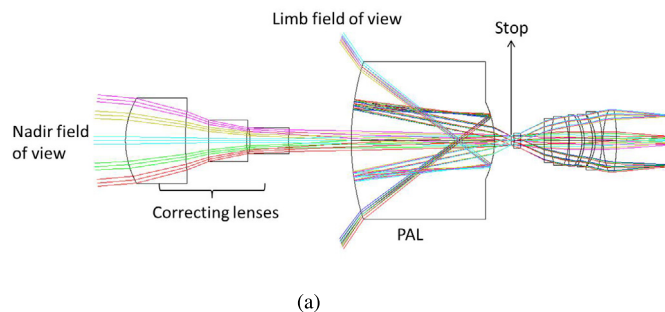 Limb field of view
Stop
Nadir field
of view
Correcting lenses
PAL
(a)